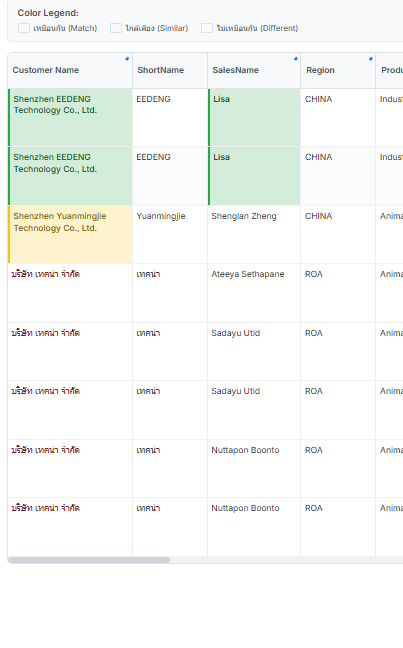 Color Legend:
เหมือนกัน (Match) ใกล้เคียง (Similar) ไม่เหมือนกัน (Different)
Customer Name ShortName SalesName Region Produ
Shenzhen EEDENG Technology Co., Ltd. EEDENG Lisa CHINA Indust
Shenzhen EEDENG Technology Co., Ltd. EEDENG Lisa CHINA Indust
Shenzhen Yuanmingjie Technology Co., Ltd. Yuanmingjie Shenglan Zheng CHINA Anima
บริษัท เทคน่า จำกัด เทคน่า Ateeya Sethapane ROA Anima
บริษัท เทคน่า จำกัด เทคน่า Sadayu Utid ROA Anima
บริษัท เทคน่า จำกัด เทคน่า Sadayu Utid ROA Anima
บริษัท เทคน่า จำกัด เทคน่า Nuttapon Boonto ROA Anima
บริษัท เทคน่า จำกัด เทคน่า Nuttapon Boonto ROA Anima